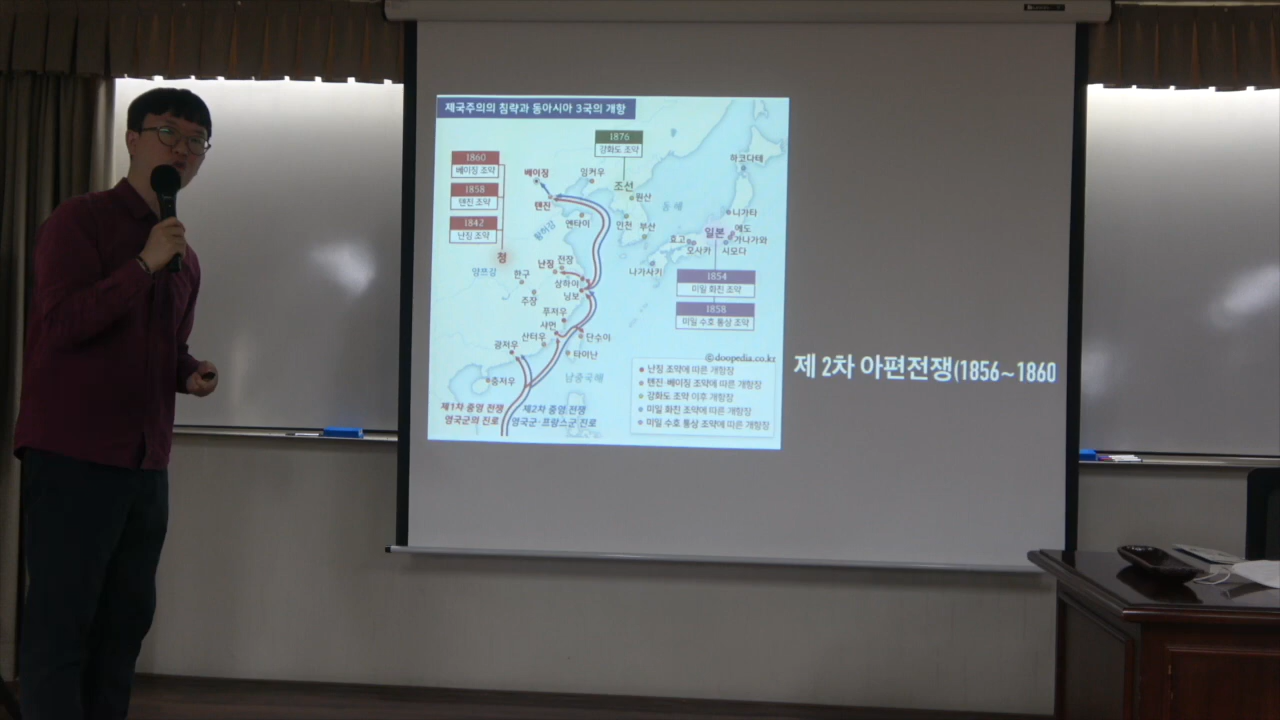 제국주의의 침략과 동아시아 3국의 개항
1876
강화도 조약
1860
베이징 조약
1858
톈진 조약
1842
난징 조약
하코다테
베이징
잉커우
조선
원산
톈진
옌타이
인천
부산
동해
니가타
일본
에도
가나가와
효고
오사카
시모다
나가사키
황허강
청
양쯔강
난징
전장
한구
상하이
닝보
주장
푸저우
샤먼
산터우
단수이
광저우
타이난
충저우
남중국해
1854
미일 화친 조약
1858
미일 수호 통상 조약
ⓒdoopedia.co.kr
난징 조약에 따른 개항장
톈진·베이징 조약에 따른 개항장
강화도 조약 이후 개항장
미일 화친 조약에 따른 개항장
미일 수호 통상 조약에 따른 개항장
제1차 중영 전쟁
영국군의 진로
제2차 중영 전쟁
영국군·프랑스군 진로
제 2차 아편전쟁(1856~1860